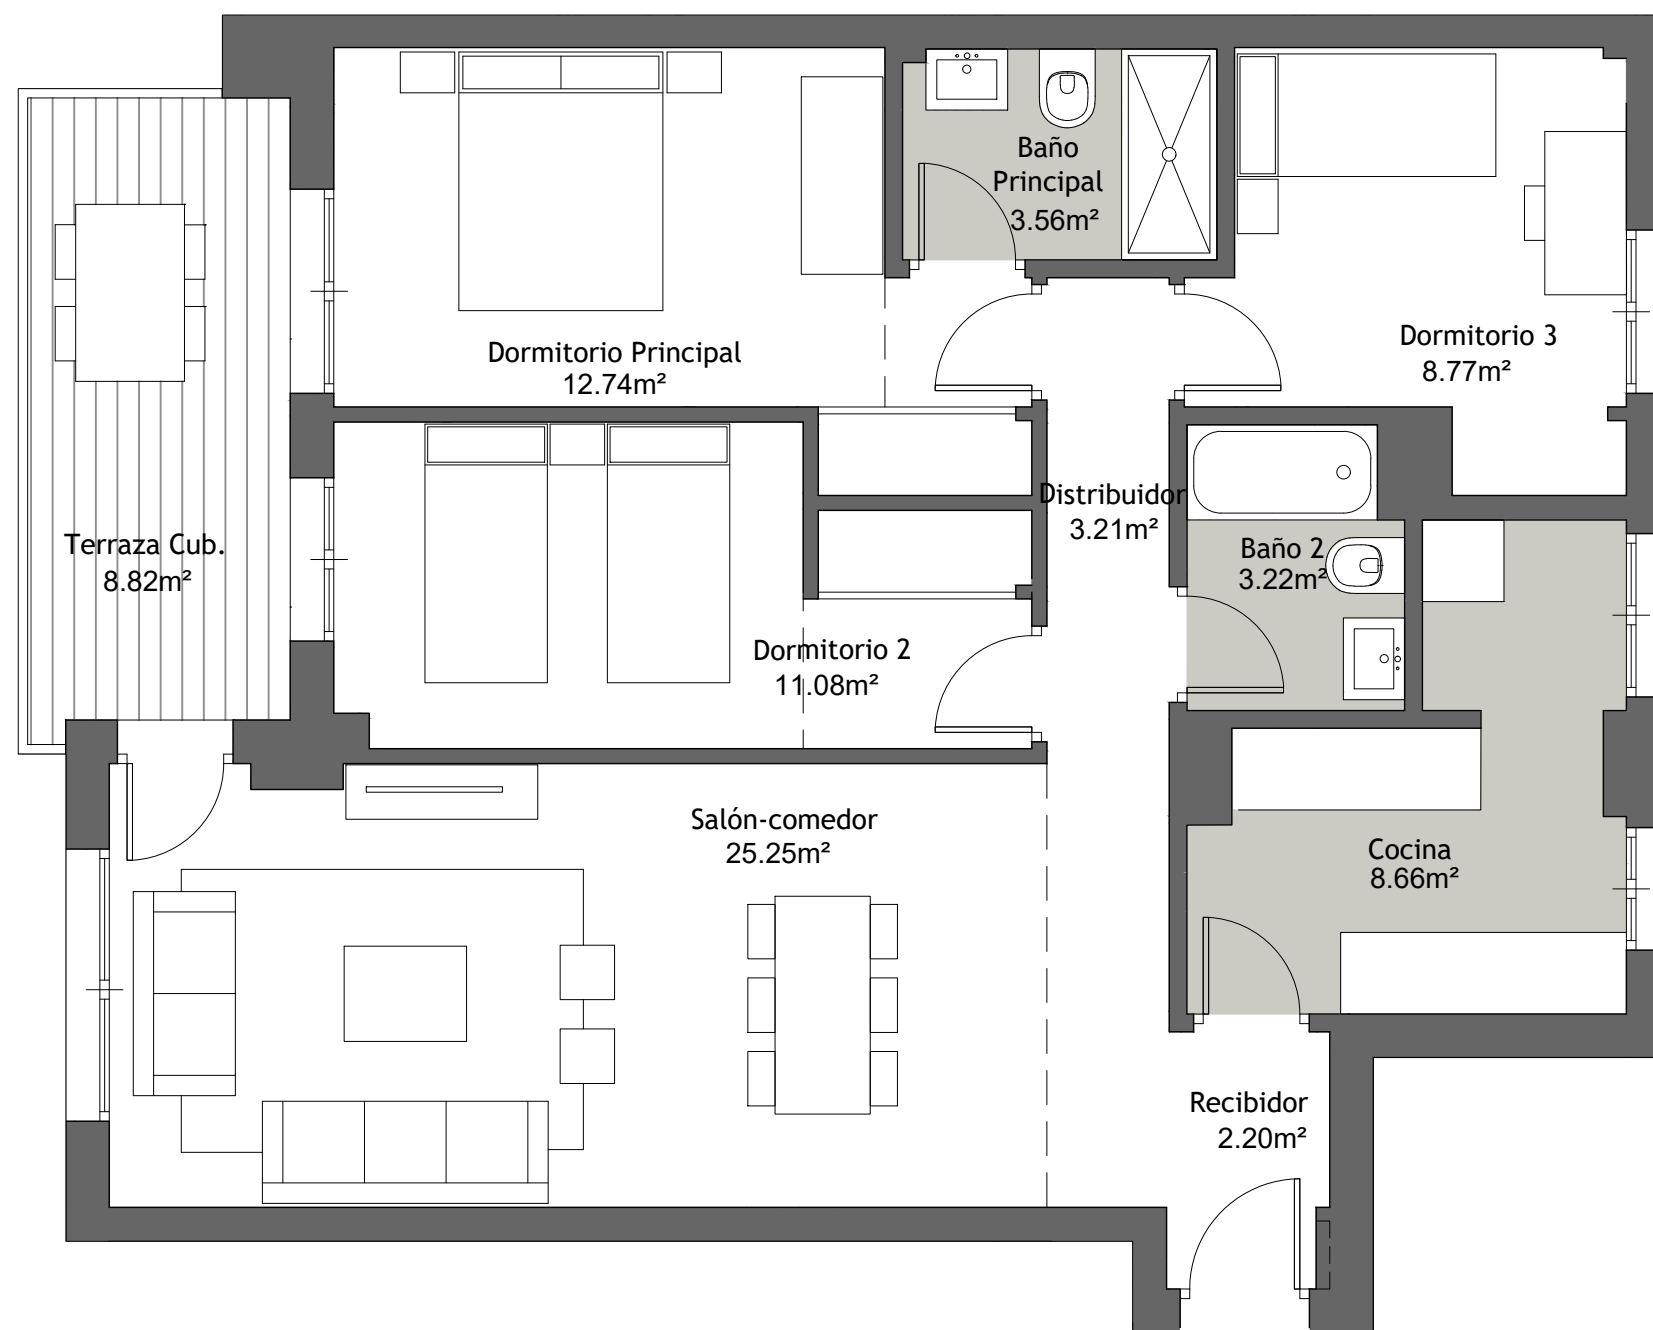 Baño
Principal
3.56m²
Dormitorio Principal
12.74m²
Dormitorio 3
8.77m²
Distribuidor
3.21m²
Terraza Cub.
8.82m²
Baño 2
3.22m²
Dormitorio 2
11.08m²
Salón-comedor
25.25m²
Cocina
8.66m²
Recibidor
2.20m²